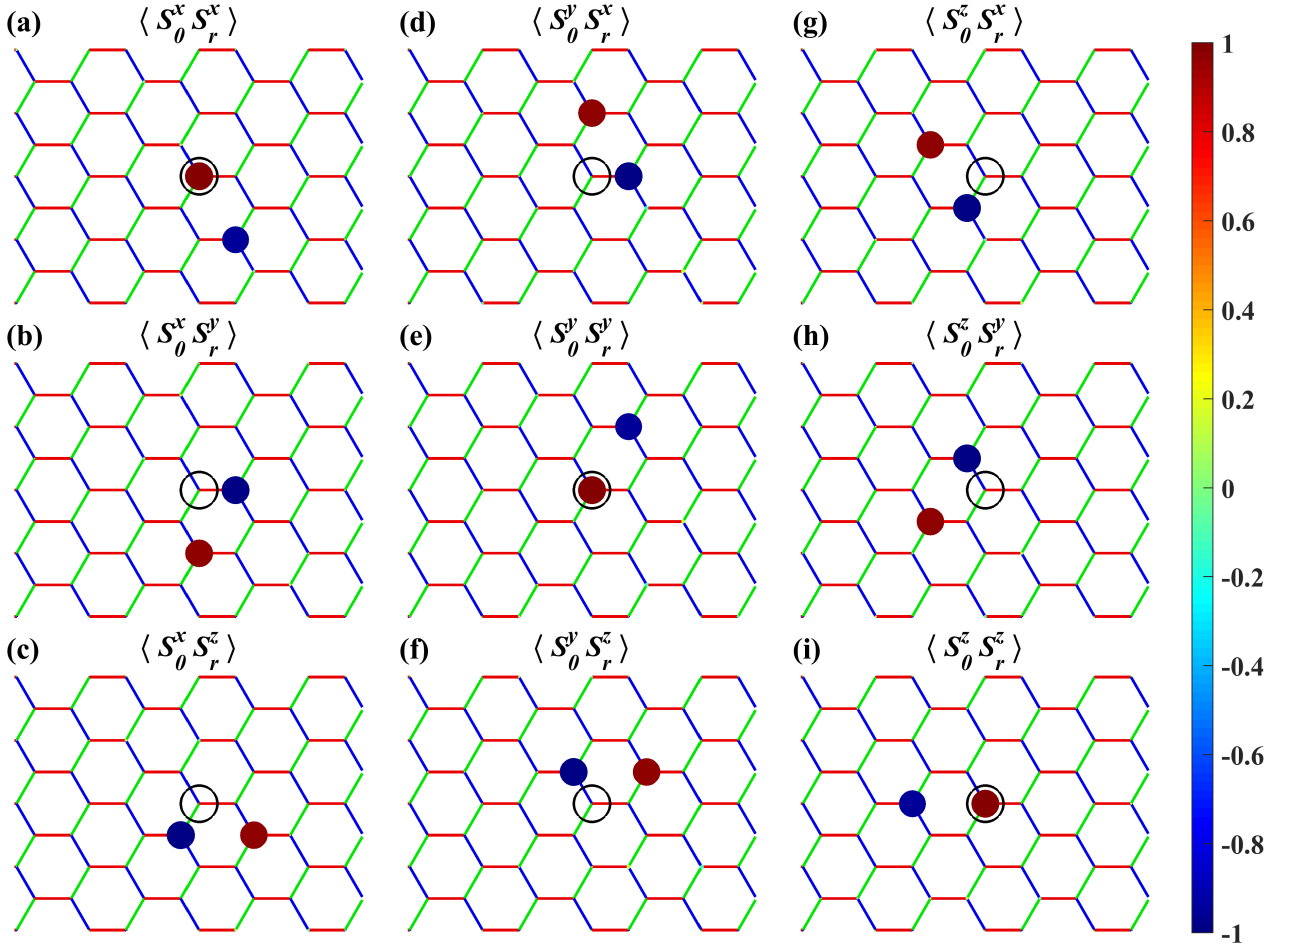 (a) ⟨ S₀ˣ Sᵣˣ ⟩
(d) ⟨ S₀ʸ Sᵣˣ ⟩
(g) ⟨ S₀ᶻ Sᵣˣ ⟩
1
0.8
0.6
0.4
(b) ⟨ S₀ˣ Sᵣʸ ⟩
(e) ⟨ S₀ʸ Sᵣʸ ⟩
(h) ⟨ S₀ᶻ Sᵣʸ ⟩
0.2
0
-0.2
(c) ⟨ S₀ˣ Sᵣᶻ ⟩
(f) ⟨ S₀ʸ Sᵣᶻ ⟩
(i) ⟨ S₀ᶻ Sᵣᶻ ⟩
-0.4
-0.6
-0.8
-1